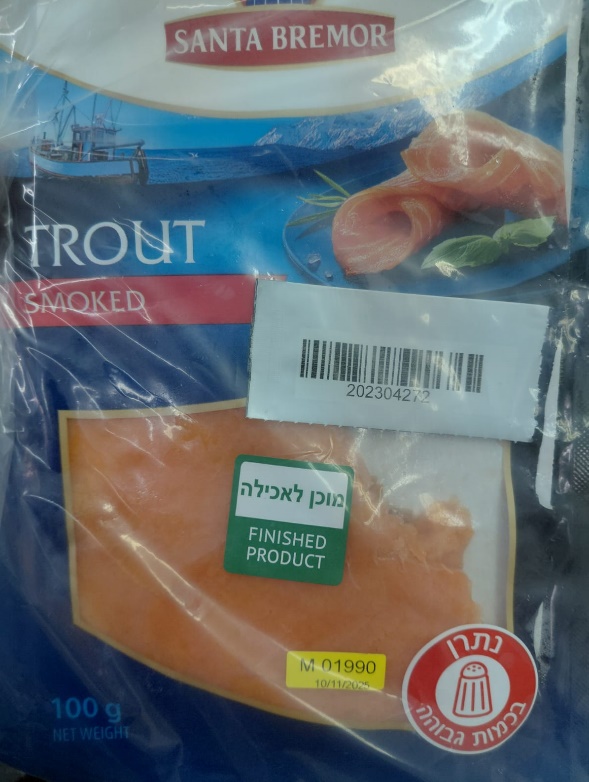 SANTA BREMOR
TROUT
SMOKED
202304272
מוכן לאכילה
FINISHED
PRODUCT
M 01990
10/11/2025
100 g
NET WEIGHT
נתרן
בכמות גבוהה